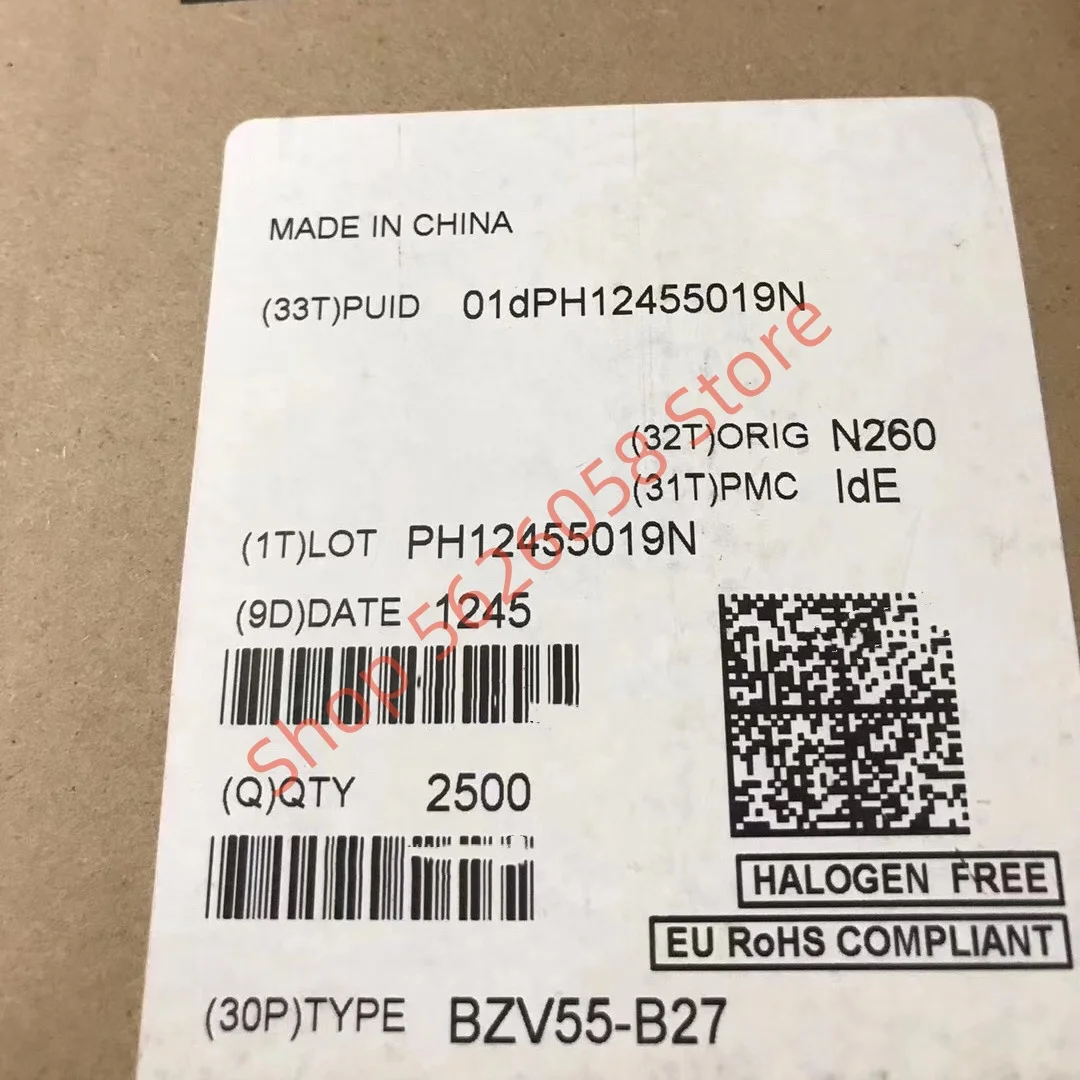 MADE IN CHINA
(33T)PUID 01dPH12455019N
(32T)ORIG N260
(31T)PMC IdE
(1T)LOT PH12455019N
(9D)DATE 1245
(Q)QTY 2500
HALOGEN FREE
EU RoHS COMPLIANT
(30P)TYPE BZV55-B27
Shop 5626058 Store